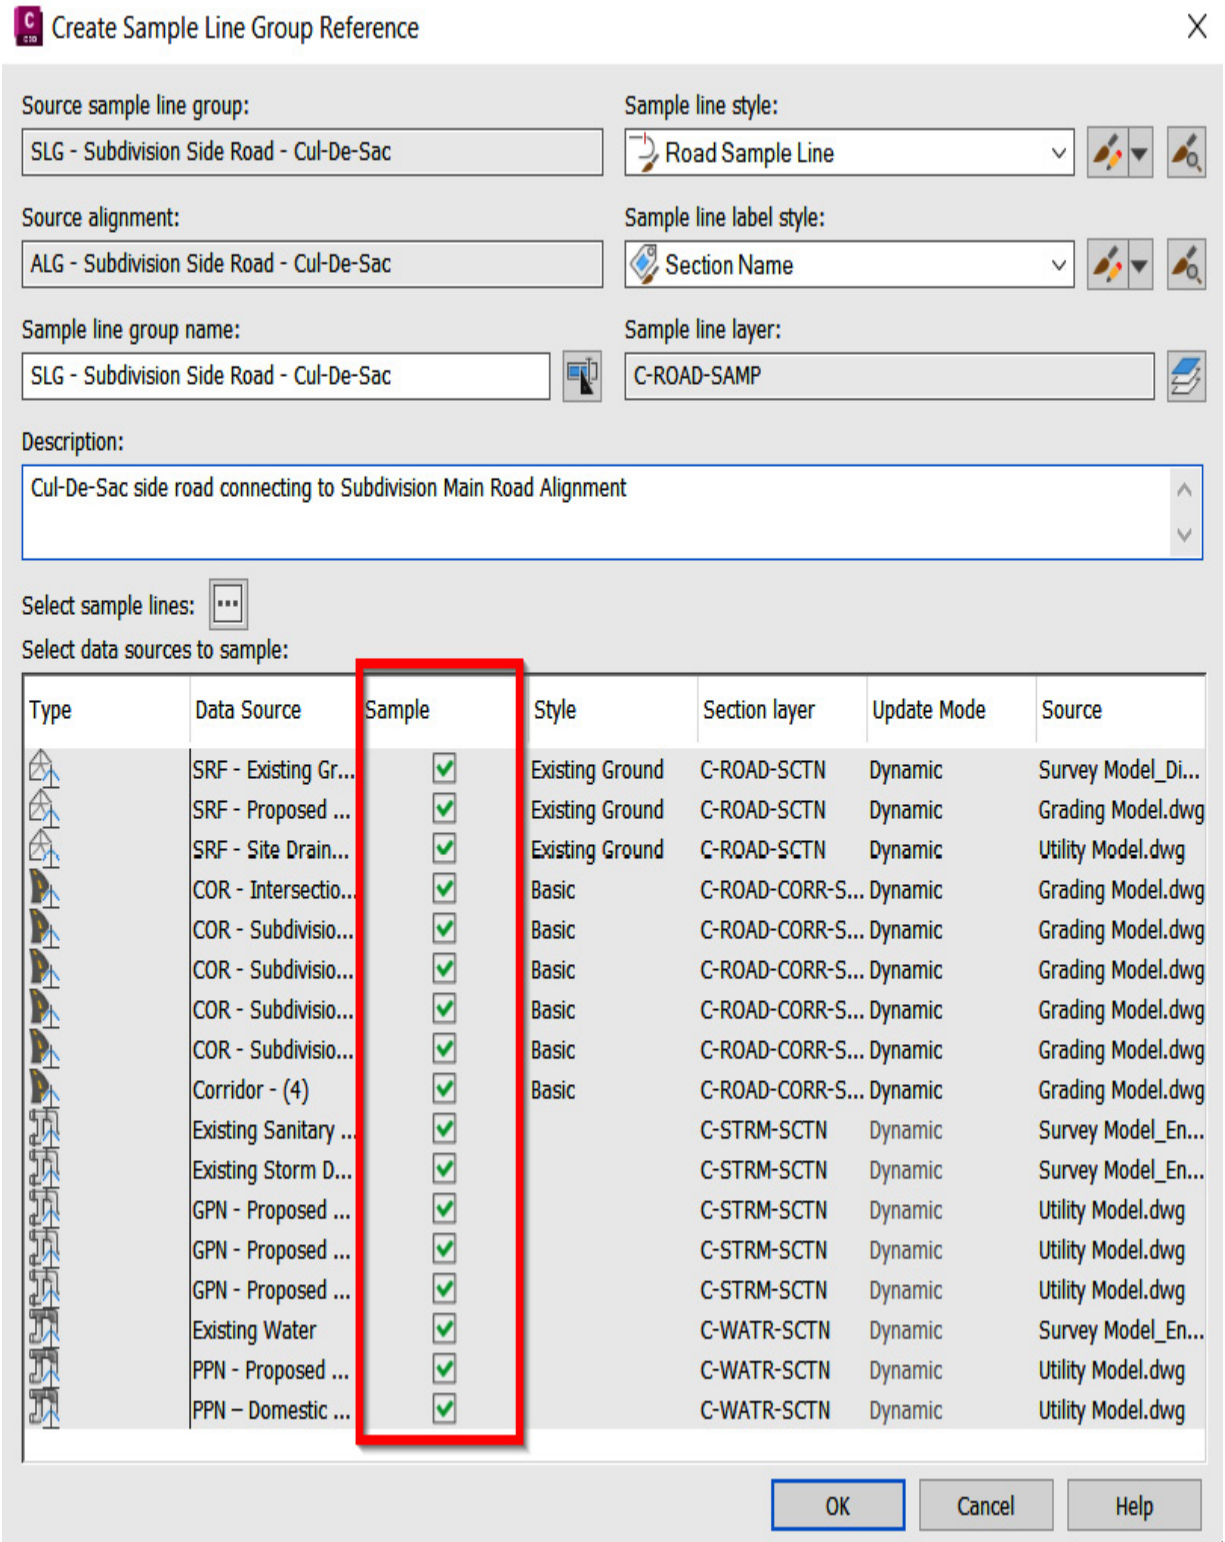 C
C3D
Create Sample Line Group Reference
Source sample line group:
Sample line style:
SLG - Subdivision Side Road - Cul-De-Sac
Road Sample Line
Source alignment:
Sample line label style:
ALG - Subdivision Side Road - Cul-De-Sac
Section Name
Sample line group name:
Sample line layer:
SLG - Subdivision Side Road - Cul-De-Sac
C-ROAD-SAMP
Description:
Cul-De-Sac side road connecting to Subdivision Main Road Alignment
Select sample lines: ...
Select data sources to sample:
Type Data Source Sample Style Section layer Update Mode Source
SRF - Existing Gr... Existing Ground C-ROAD-SCTN Dynamic Survey Model_Di...
SRF - Proposed ... Existing Ground C-ROAD-SCTN Dynamic Grading Model.dwg
SRF - Site Drain... Existing Ground C-ROAD-SCTN Dynamic Utility Model.dwg
COR - Intersectio... Basic C-ROAD-CORR-S... Dynamic Grading Model.dwg
COR - Subdivisio... Basic C-ROAD-CORR-S... Dynamic Grading Model.dwg
COR - Subdivisio... Basic C-ROAD-CORR-S... Dynamic Grading Model.dwg
COR - Subdivisio... Basic C-ROAD-CORR-S... Dynamic Grading Model.dwg
COR - Subdivisio... Basic C-ROAD-CORR-S... Dynamic Grading Model.dwg
Corridor - (4) Basic C-ROAD-CORR-S... Dynamic Grading Model.dwg
Existing Sanitary ... C-STRM-SCTN Dynamic Survey Model_En...
Existing Storm D... C-STRM-SCTN Dynamic Survey Model_En...
GPN - Proposed ... C-STRM-SCTN Dynamic Utility Model.dwg
GPN - Proposed ... C-STRM-SCTN Dynamic Utility Model.dwg
GPN - Proposed ... C-STRM-SCTN Dynamic Utility Model.dwg
Existing Water C-WATR-SCTN Dynamic Survey Model_En...
PPN - Proposed ... C-WATR-SCTN Dynamic Utility Model.dwg
PPN – Domestic ... C-WATR-SCTN Dynamic Utility Model.dwg
OK Cancel Help